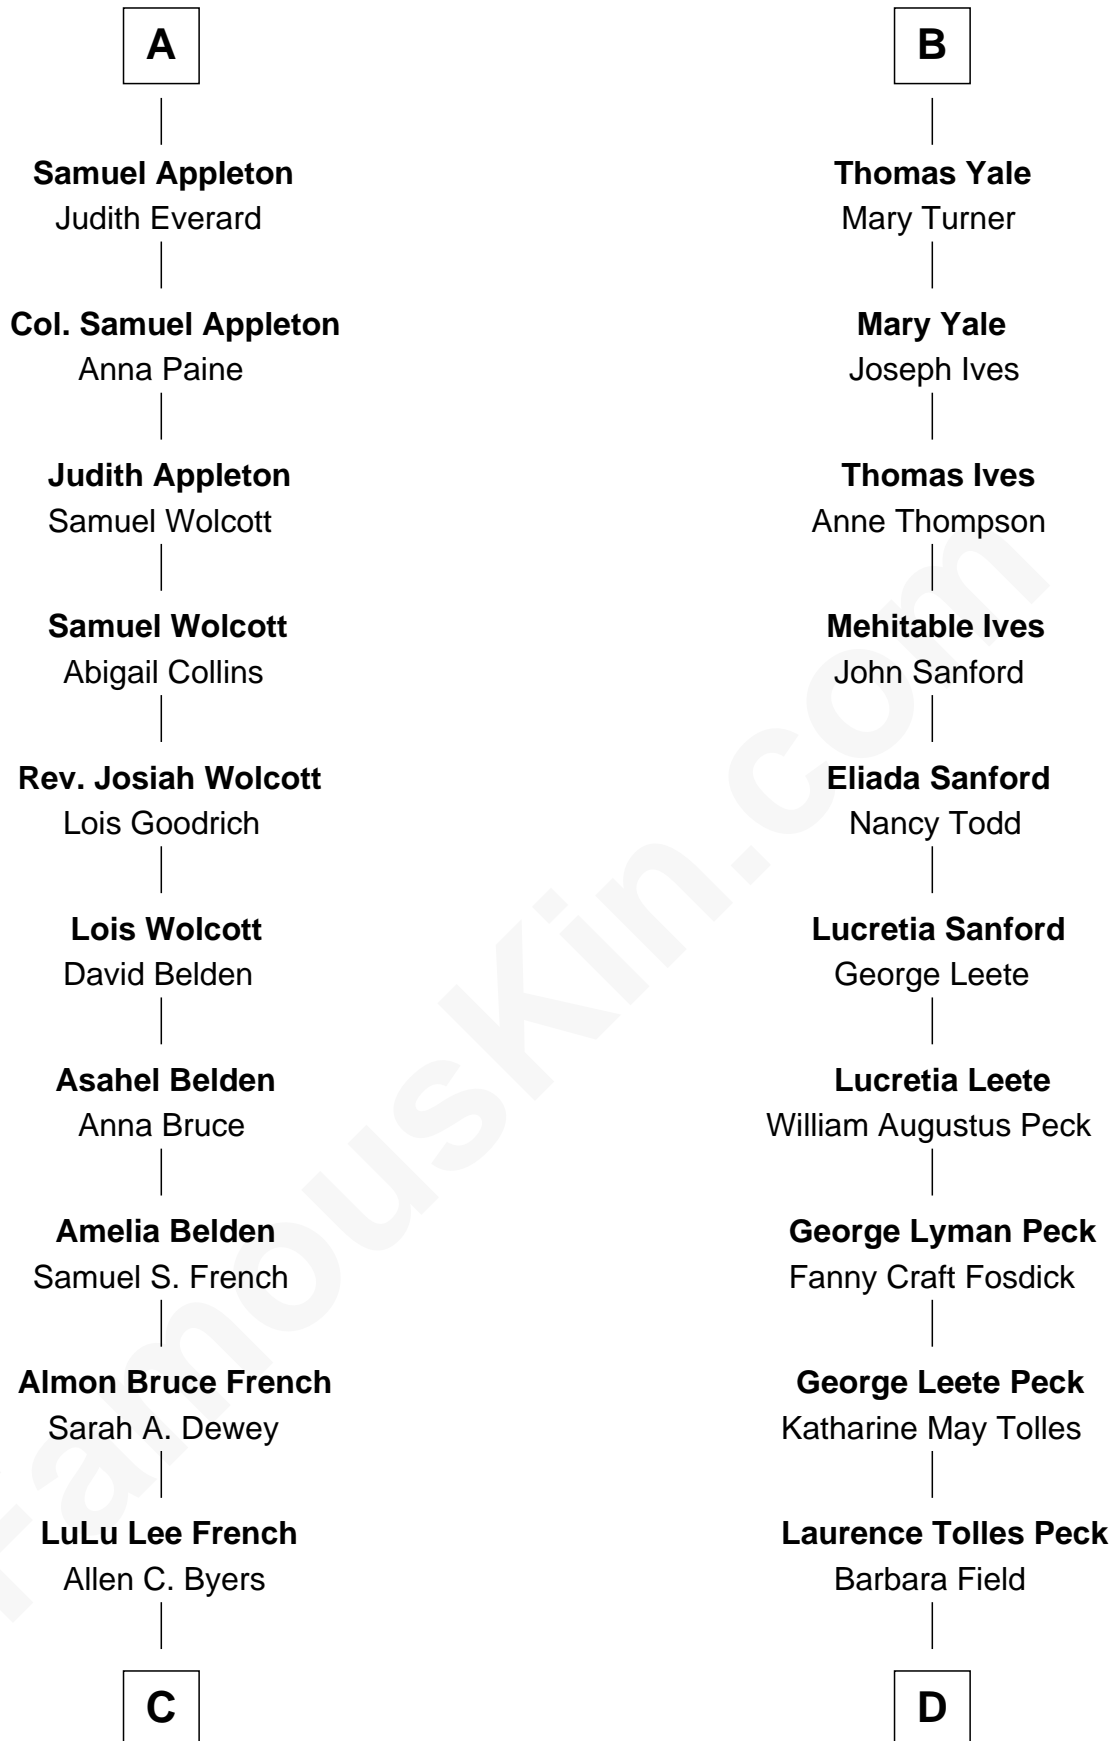 A
Samuel Appleton
Judith Everard
Col. Samuel Appleton
Anna Paine
Judith Appleton
Samuel Wolcott
Samuel Wolcott
Abigail Collins
Rev. Josiah Wolcott
Lois Goodrich
Lois Wolcott
David Belden
Asahel Belden
Anna Bruce
Amelia Belden
Samuel S. French
Almon Bruce French
Sarah A. Dewey
LuLu Lee French
Allen C. Byers
C
B
Thomas Yale
Mary Turner
Mary Yale
Joseph Ives
Thomas Ives
Anne Thompson
Mehitable Ives
John Sanford
Eliada Sanford
Nancy Todd
Lucretia Sanford
George Leete
Lucretia Leete
William Augustus Peck
George Lyman Peck
Fanny Craft Fosdick
George Leete Peck
Katharine May Tolles
Laurence Tolles Peck
Barbara Field
D
FamousKin.com